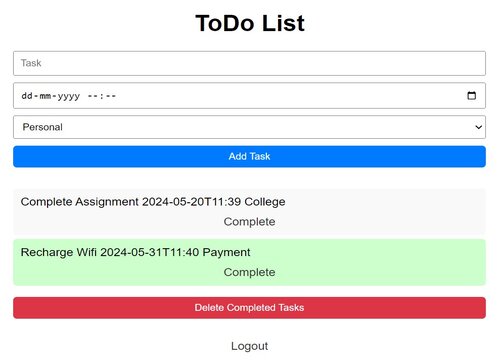 ToDo List
Task
dd-mm-yyyy --:--
Personal
Add Task
Complete Assignment 2024-05-20T11:39 College
Complete
Recharge Wifi 2024-05-31T11:40 Payment
Complete
Delete Completed Tasks
Logout